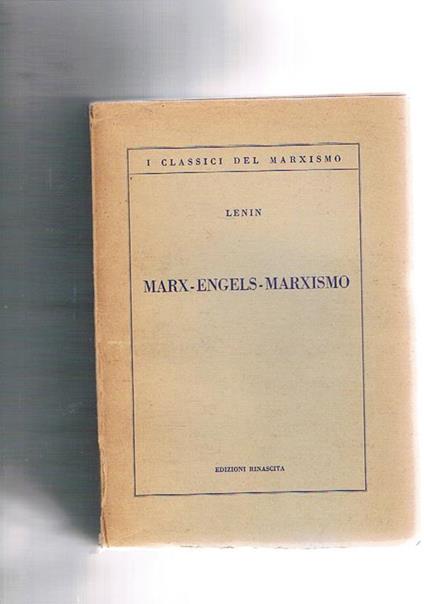 I CLASSICI DEL MARXISMO
LENIN
MARX-ENGELS-MARXISMO
EDIZIONI RINASCITA